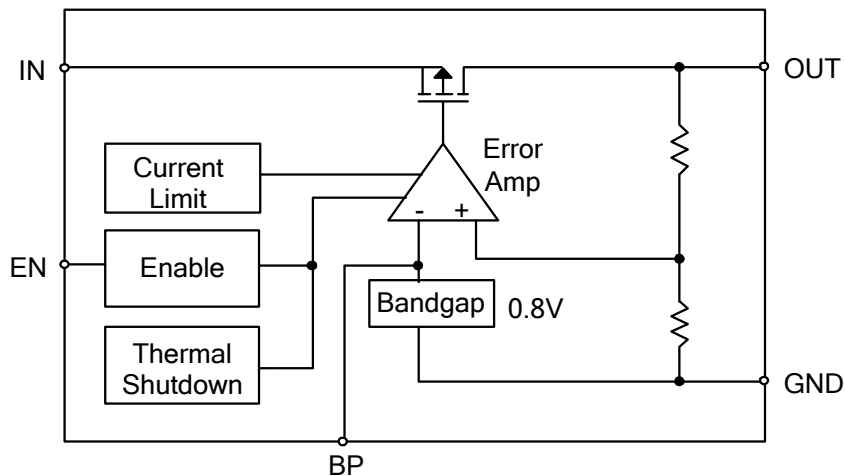 IN
OUT
Error
Amp
Current
Limit
- +
EN
Enable
Bandgap
0.8V
Thermal
Shutdown
GND
BP